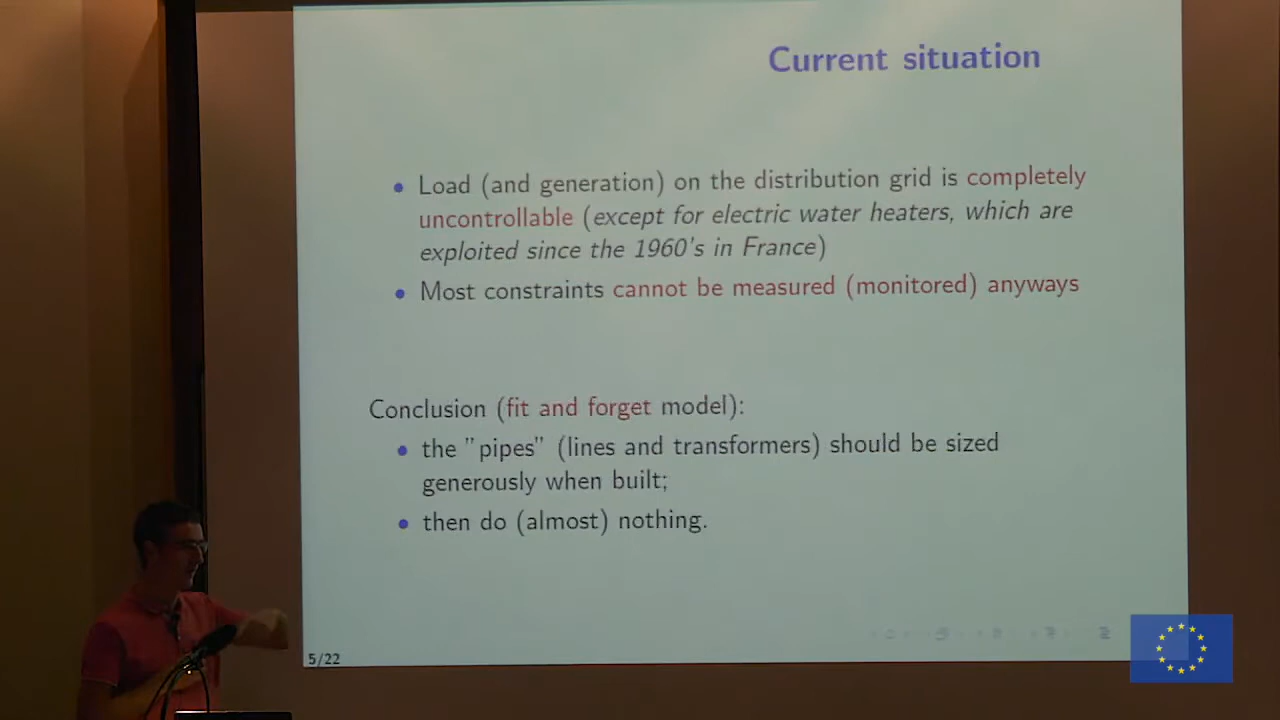 Current situation
Load (and generation) on the distribution grid is completely
uncontrollable (except for electric water heaters, which are
exploited since the 1960's in France)
Most constraints cannot be measured (monitored) anyways
Conclusion (fit and forget model):
the "pipes" (lines and transformers) should be sized
generously when built;
then do (almost) nothing.
5/22